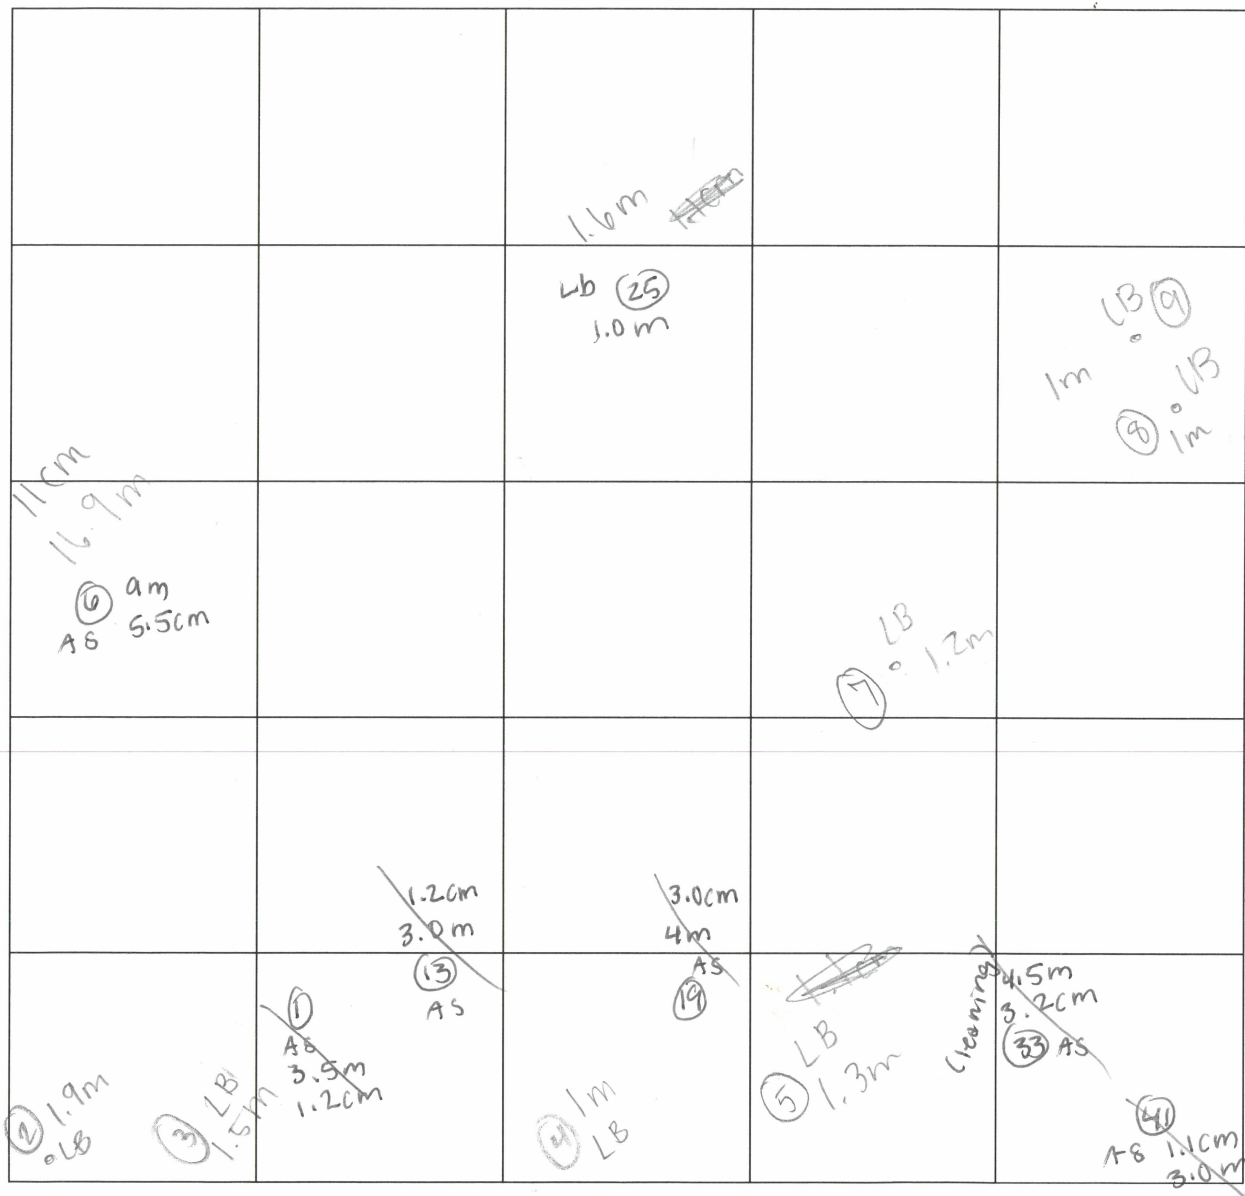 1.6m
Lb 25
1.0 m
LB 9
1m
LB
8 1m
11cm
16.9m
6 9m
AS 5.5cm
LB
7 1.2m
1.2cm
3.0m
13
AS
3.0cm
4m
AS
19
(leaning)
4.5m
3.2cm
33 AS
1
AS
3.5m
1.2cm
2 1.9m
LB
3 LB
1.5m
4 1m
LB
LB
5 1.3m
41
AS 1.1cm
3.0m